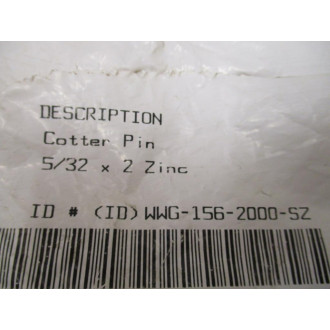 DESCRIPTION
Cotter Pin
5/32 x 2 Zinc
ID # (ID) WWG-156-2000-SZ